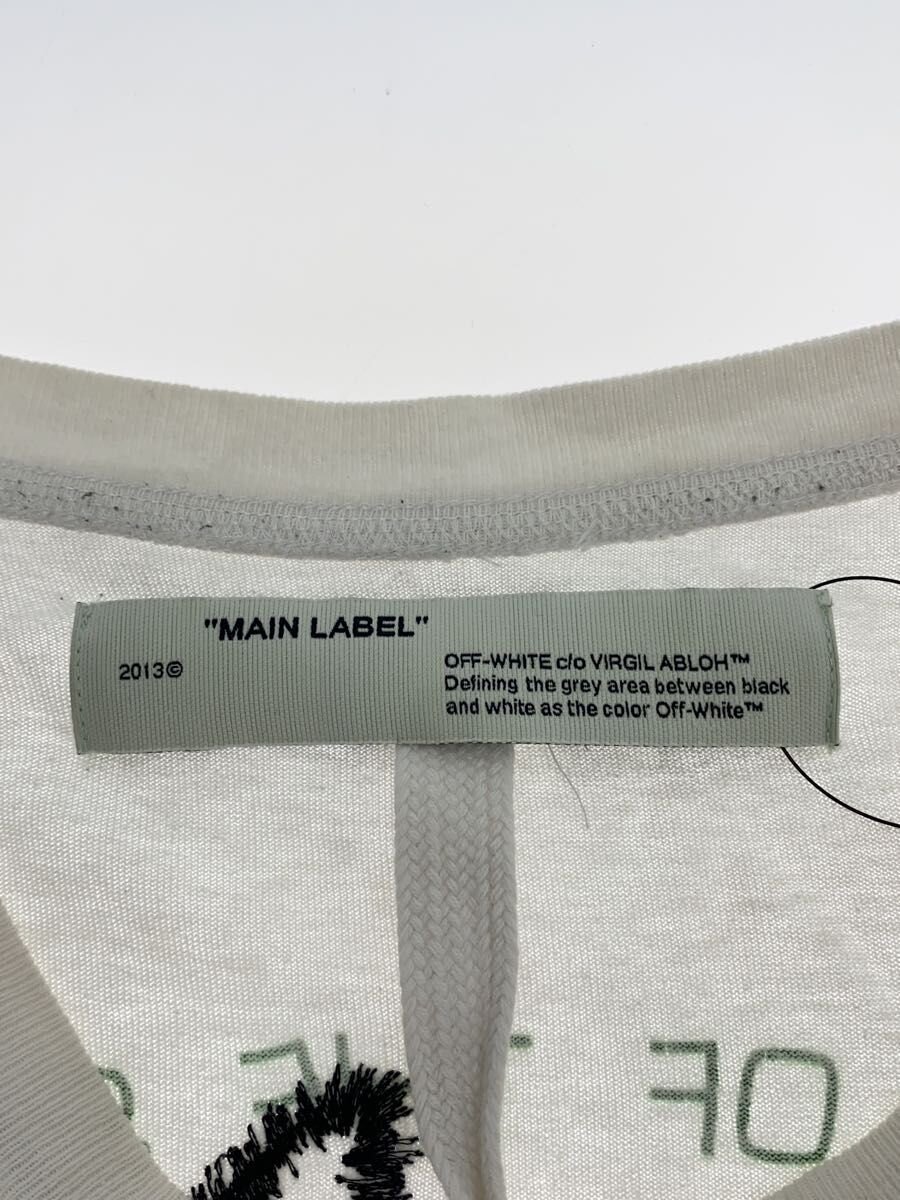 "MAIN LABEL"
2013©
OFF-WHITE c/o VIRGIL ABLOH™
Defining the grey area between black
and white as the color Off-White™
OF